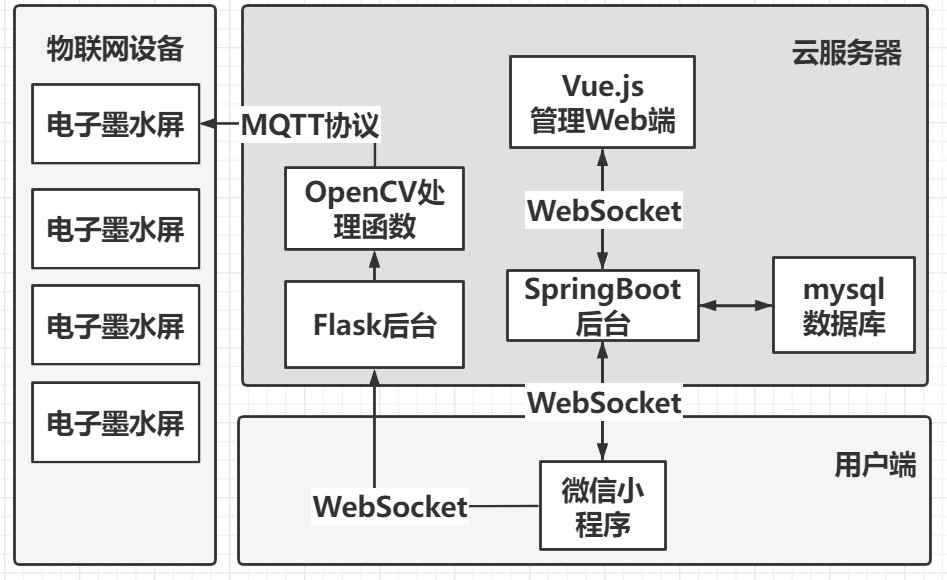 物联网设备
电子墨水屏
电子墨水屏
电子墨水屏
电子墨水屏
云服务器
Vue.js
管理Web端
MQTT协议
OpenCV处
理函数
WebSocket
Flask后台
SpringBoot
后台
mysql
数据库
WebSocket
用户端
WebSocket
微信小
程序